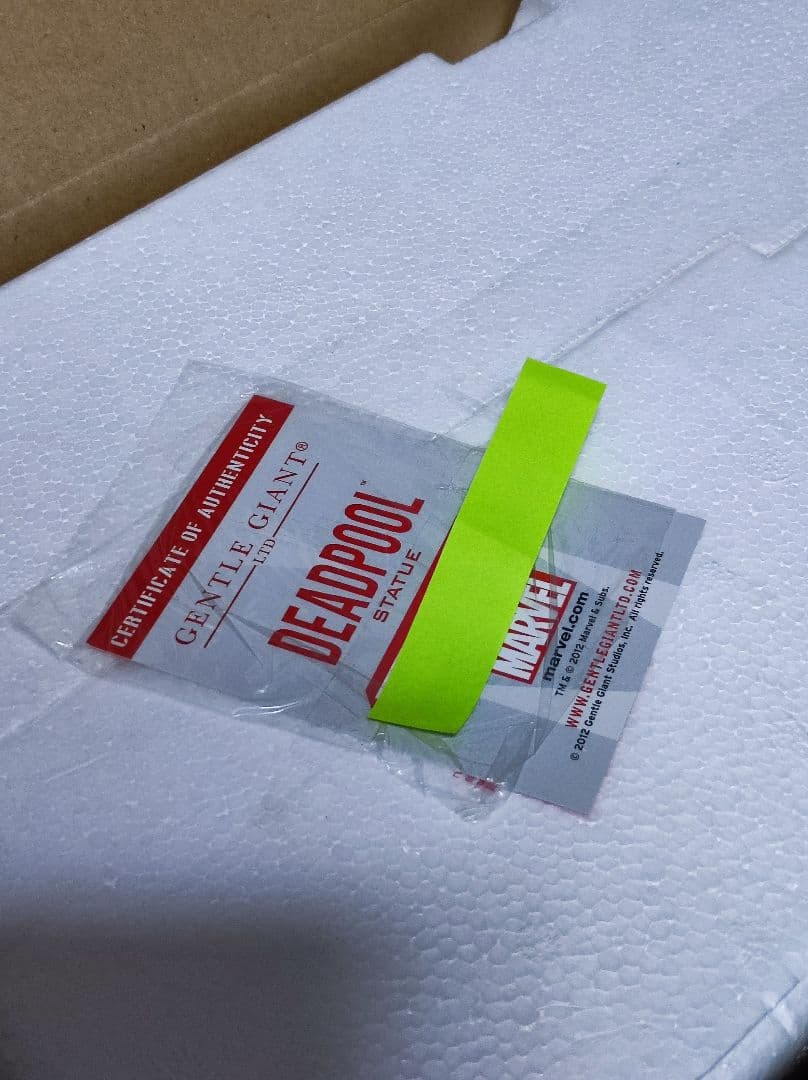 CERTIFICATE OF AUTHENTICITY
GENTLE GIANT®
LTD
DEADPOOL™
STATUE
MARVEL
marvel.com
TM & © 2012 Marvel & Subs.
WWW.GENTLEGIANTLTD.COM
© 2012 Gentle Giant Studios, Inc. All rights reserved.